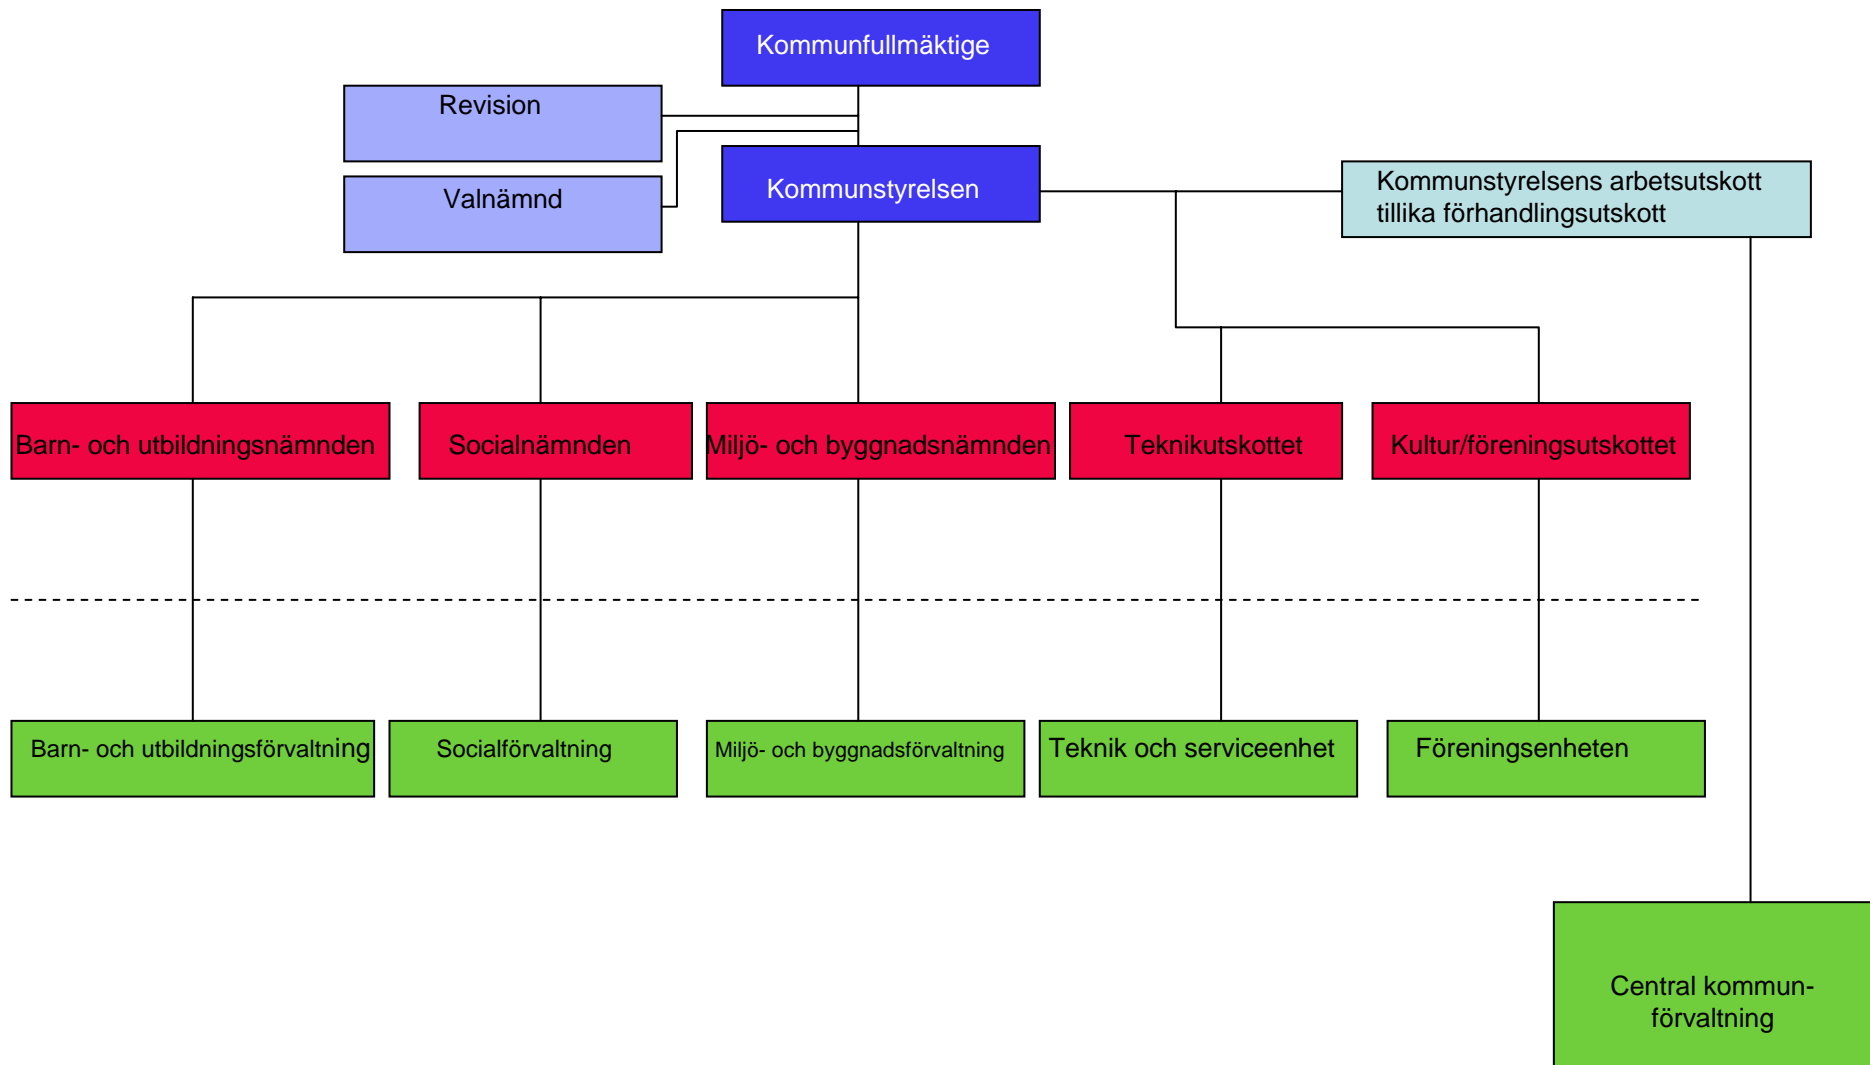 Kommunfullmäktige
Revision
Valnämnd
Kommunstyrelsen
Kommunstyrelsens arbetsutskott
tillika förhandlingsutskott
Barn- och utbildningsnämnden
Socialnämnden
Miljö- och byggnadsnämnden
Teknikutskottet
Kultur/föreningsutskottet
Barn- och utbildningsförvaltning
Socialförvaltning
Miljö- och byggnadsförvaltning
Teknik och serviceenhet
Föreningsenheten
Central kommun-
förvaltning